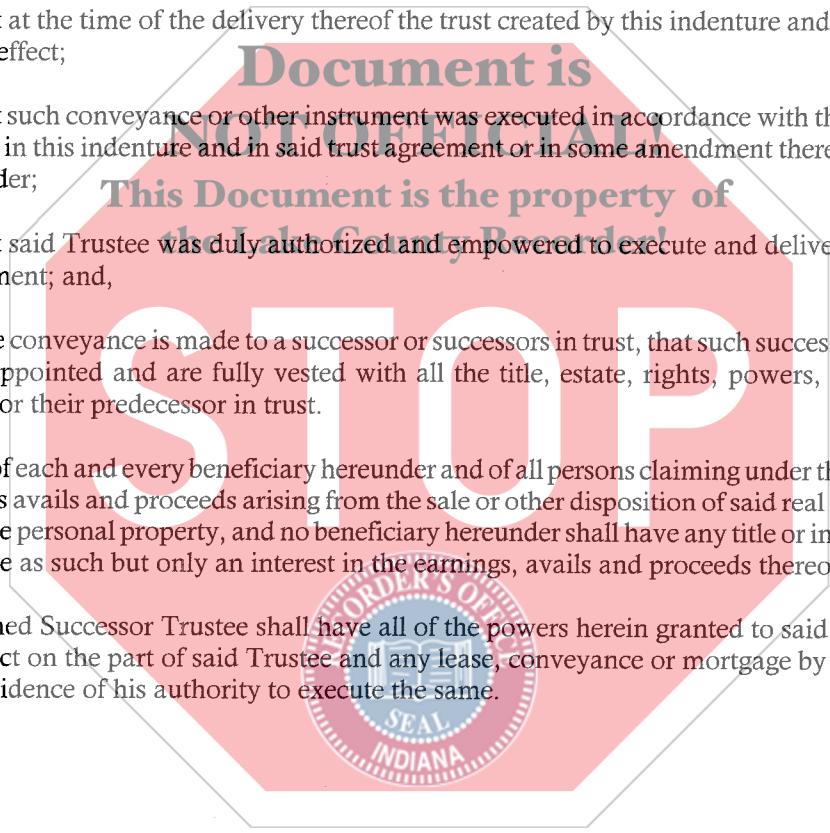 at the time of the delivery thereof the trust created by this indenture and
effect;
Document is
such conveyance or other instrument was executed in accordance with th
NOT OFFICIAL!
in this indenture and in said trust agreement or in some amendment there
der;
This Document is the property of
said Trustee was duly authorized and empowered to execute and delive
the Lake County Recorder!
ment; and,
e conveyance is made to a successor or successors in trust, that such succes
ppointed and are fully vested with all the title, estate, rights, powers,
or their predecessor in trust.
STOP
of each and every beneficiary hereunder and of all persons claiming under th
s avails and proceeds arising from the sale or other disposition of said real
e personal property, and no beneficiary hereunder shall have any title or in
e as such but only an interest in the earnings, avails and proceeds thereo
ned Successor Trustee shall have all of the powers herein granted to said
ct on the part of said Trustee and any lease, conveyance or mortgage by
idence of his authority to execute the same.
RECORDER'S OFFICE
SEAL
INDIANA